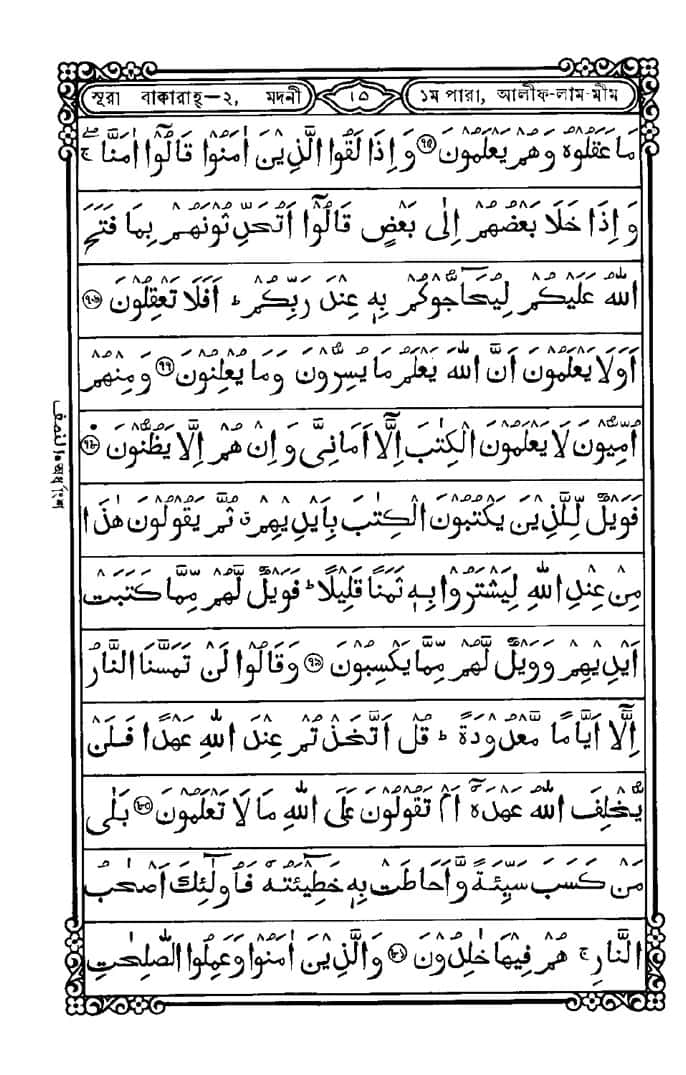 সূরা বাকারাহ্–২, মদনী ১৫ ১ম পারা, আলীফ-লাম-মীম
مَا عَقَلُوْهُ وَهُمْ يَعْلَمُوْنَ ﴿٧٥﴾ وَاِذَا لَقُوا الَّذِيْنَ اٰمَنُوْا قَالُوْٓا اٰمَنَّا ۖۚ
وَاِذَا خَلَا بَعْضُهُمْ اِلٰى بَعْضٍ قَالُوْٓا اَتُحَدِّثُوْنَهُمْ بِمَا فَتَحَ
اللّٰهُ عَلَيْكُمْ لِيُحَآجُّوْكُمْ بِهٖ عِنْدَ رَبِّكُمْ ؕ اَفَلَا تَعْقِلُوْنَ ﴿٧٦﴾
اَوَلَا يَعْلَمُوْنَ اَنَّ اللّٰهَ يَعْلَمُ مَا يُسِرُّوْنَ وَمَا يُعْلِنُوْنَ ﴿٧٧﴾ وَمِنْهُمْ
اُمِّيُّوْنَ لَا يَعْلَمُوْنَ الْكِتٰبَ اِلَّآ اَمَانِيَّ وَاِنْ هُمْ اِلَّا يَظُنُّوْنَ ﴿٧٨﴾
فَوَيْلٌ لِّلَّذِيْنَ يَكْتُبُوْنَ الْكِتٰبَ بِاَيْدِيْهِمْ ۗ ثُمَّ يَقُوْلُوْنَ هٰذَا
مِنْ عِنْدِ اللّٰهِ لِيَشْتَرُوْا بِهٖ ثَمَنًا قَلِيْلًا ؕ فَوَيْلٌ لَّهُمْ مِّمَّا كَتَبَتْ
اَيْدِيْهِمْ وَوَيْلٌ لَّهُمْ مِّمَّا يَكْسِبُوْنَ ﴿٧٩﴾ وَقَالُوْا لَنْ تَمَسَّنَا النَّارُ
اِلَّآ اَيَّامًا مَّعْدُوْدَةً ؕ قُلْ اَتَّخَذْتُمْ عِنْدَ اللّٰهِ عَهْدًا فَلَنْ
يُّخْلِفَ اللّٰهُ عَهْدَهٗٓ اَمْ تَقُوْلُوْنَ عَلَى اللّٰهِ مَا لَا تَعْلَمُوْنَ ﴿٨٠﴾ بَلٰى
مَنْ كَسَبَ سَيِّئَةً وَّاَحَاطَتْ بِهٖ خَطِيْٓئَتُهٗ فَاُولٰٓئِكَ اَصْحٰبُ
النَّارِ ۚ هُمْ فِيْهَا خٰلِدُوْنَ ﴿٨١﴾ وَالَّذِيْنَ اٰمَنُوْا وَعَمِلُوا الصّٰلِحٰتِ